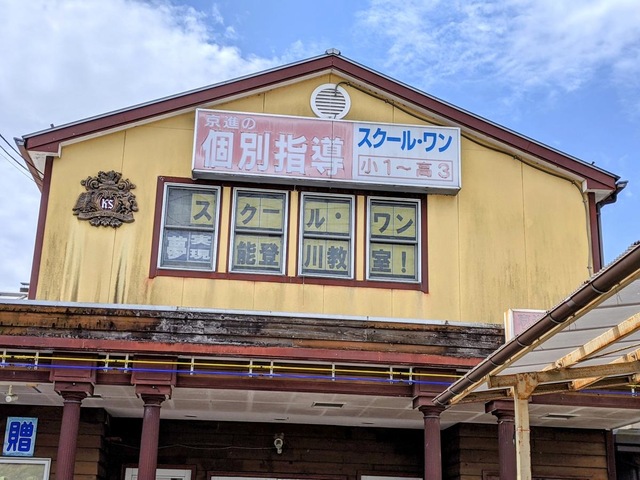 京進の
個別指導
スクール・ワン
小1～高3
K's
スクール・ワン
夢実現
能登川教室！
贈